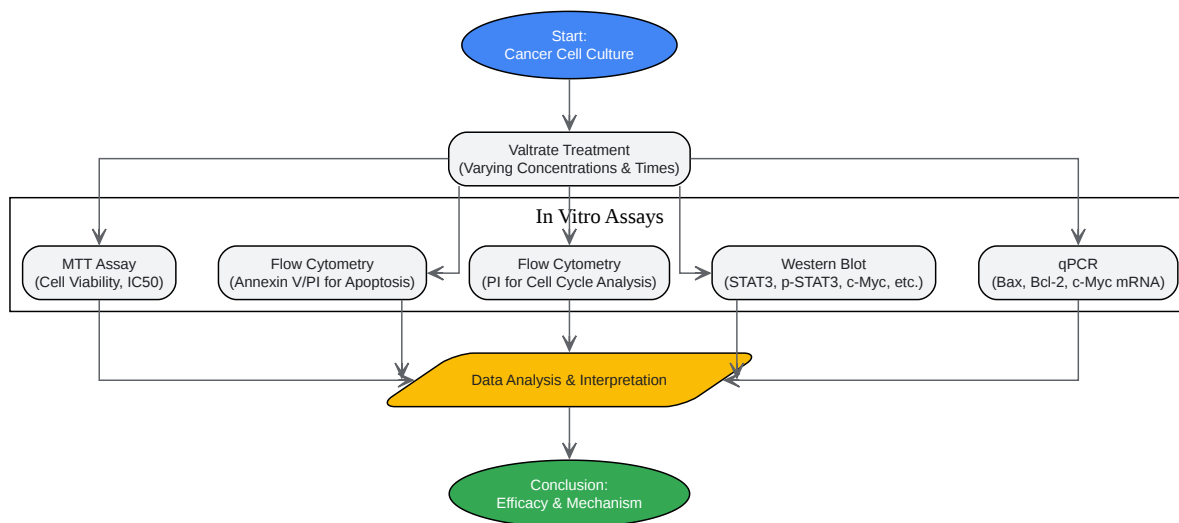 Start:
Cancer Cell Culture
Valtrate Treatment
(Varying Concentrations & Times)
In Vitro Assays
MTT Assay
(Cell Viability, IC50)
Flow Cytometry
(Annexin V/PI for Apoptosis)
Flow Cytometry
(PI for Cell Cycle Analysis)
Western Blot
(STAT3, p-STAT3, c-Myc, etc.)
qPCR
(Bax, Bcl-2, c-Myc mRNA)
Data Analysis & Interpretation
Conclusion:
Efficacy & Mechanism